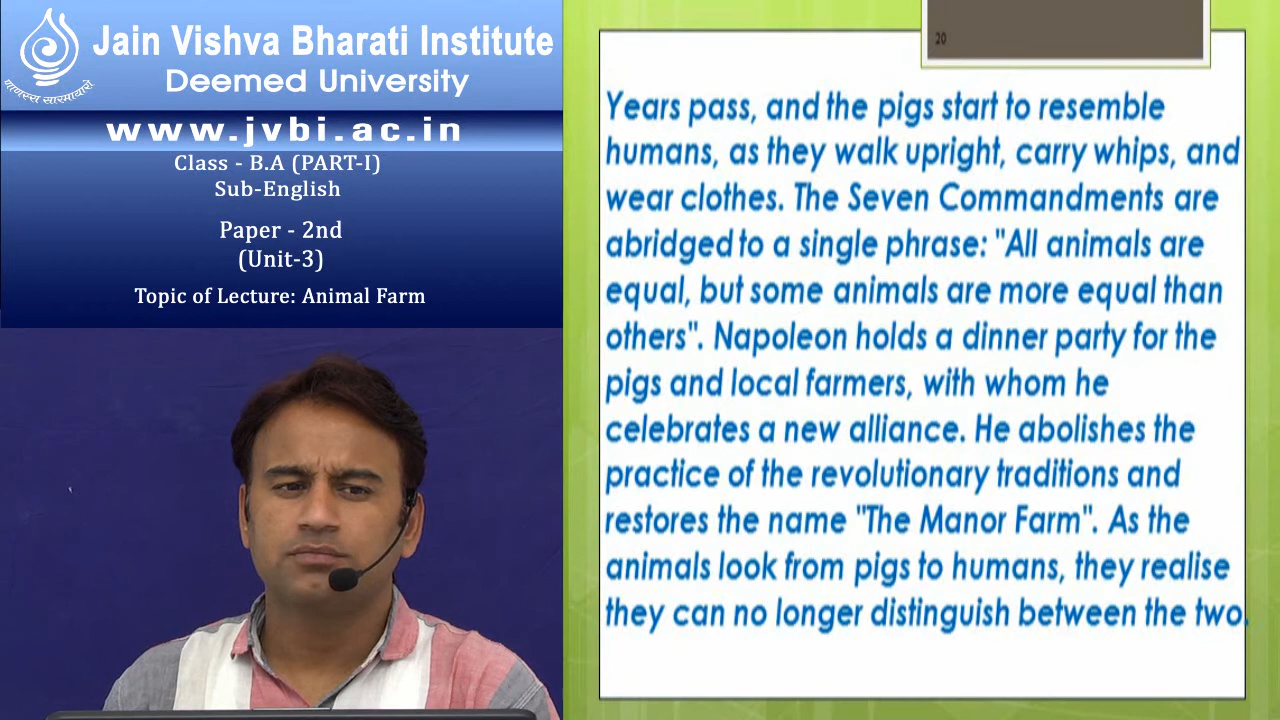 Jain Vishva Bharati Institute
Deemed University
णाणस्स सारमायारो
www.jvbi.ac.in
Class - B.A (PART-I)
Sub-English
Paper - 2nd
(Unit-3)
Topic of Lecture: Animal Farm
20
Years pass, and the pigs start to resemble
humans, as they walk upright, carry whips, and
wear clothes. The Seven Commandments are
abridged to a single phrase: "All animals are
equal, but some animals are more equal than
others". Napoleon holds a dinner party for the
pigs and local farmers, with whom he
celebrates a new alliance. He abolishes the
practice of the revolutionary traditions and
restores the name "The Manor Farm". As the
animals look from pigs to humans, they realise
they can no longer distinguish between the two.